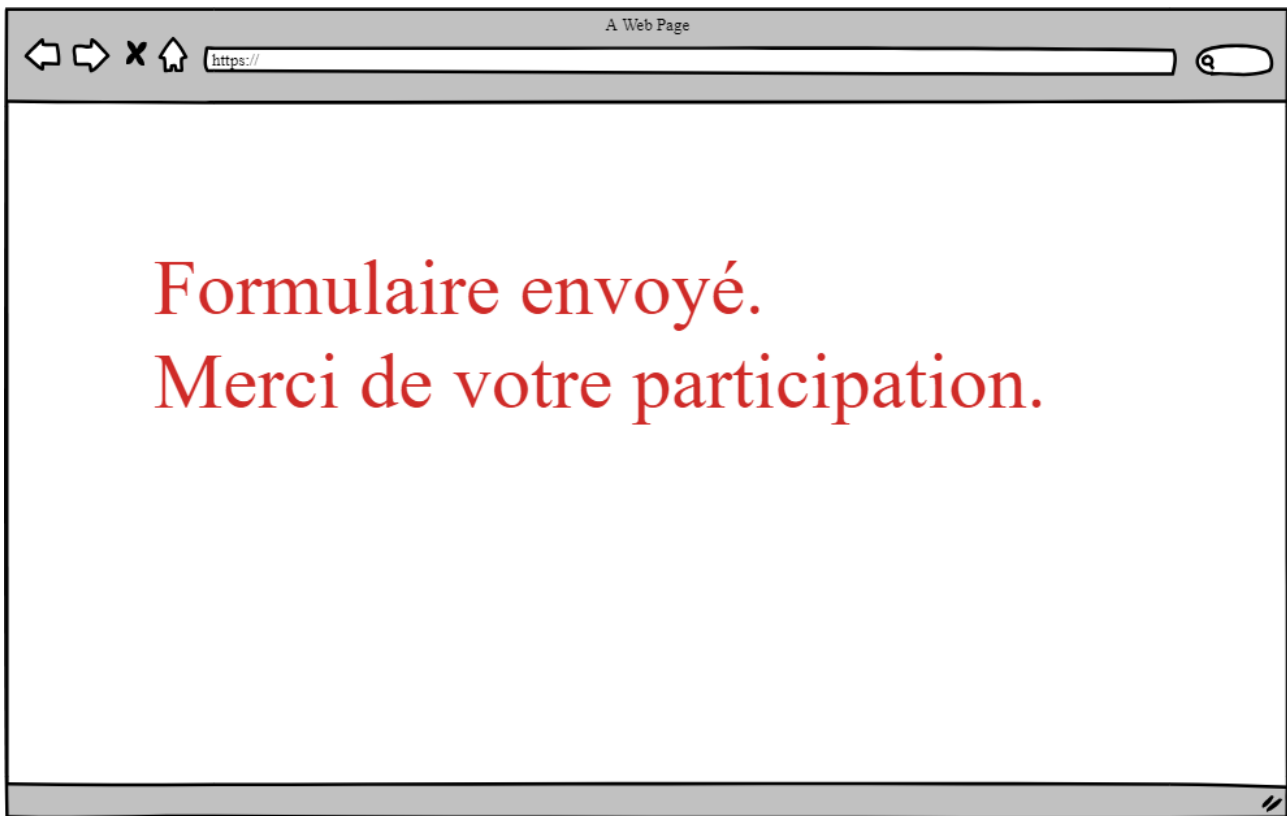 A Web Page
https://
Formulaire envoyé.
Merci de votre participation.